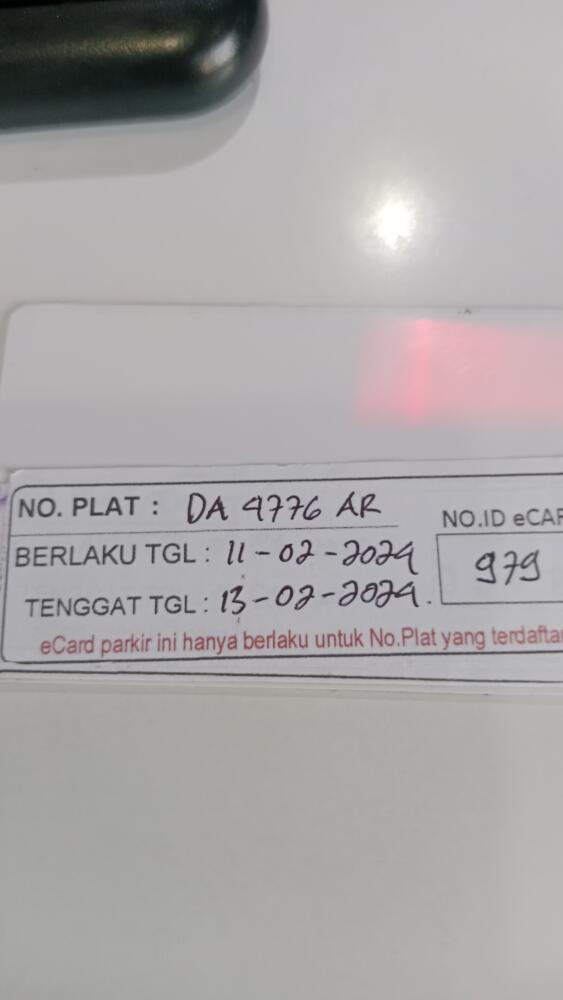 NO. PLAT : DA 4776 AR
NO.ID eCAR
BERLAKU TGL : 11-02-2024
979
TENGGAT TGL : 13-02-2024.
eCard parkir ini hanya berlaku untuk No.Plat yang terdaftar